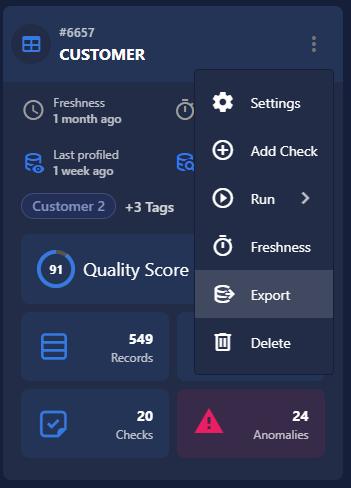 #6657
CUSTOMER
Freshness
1 month ago
Last profiled
1 week ago
Customer 2
+3 Tags
91
Quality Score
549
Records
20
Checks
24
Anomalies
Settings
Add Check
Run
Freshness
Export
Delete